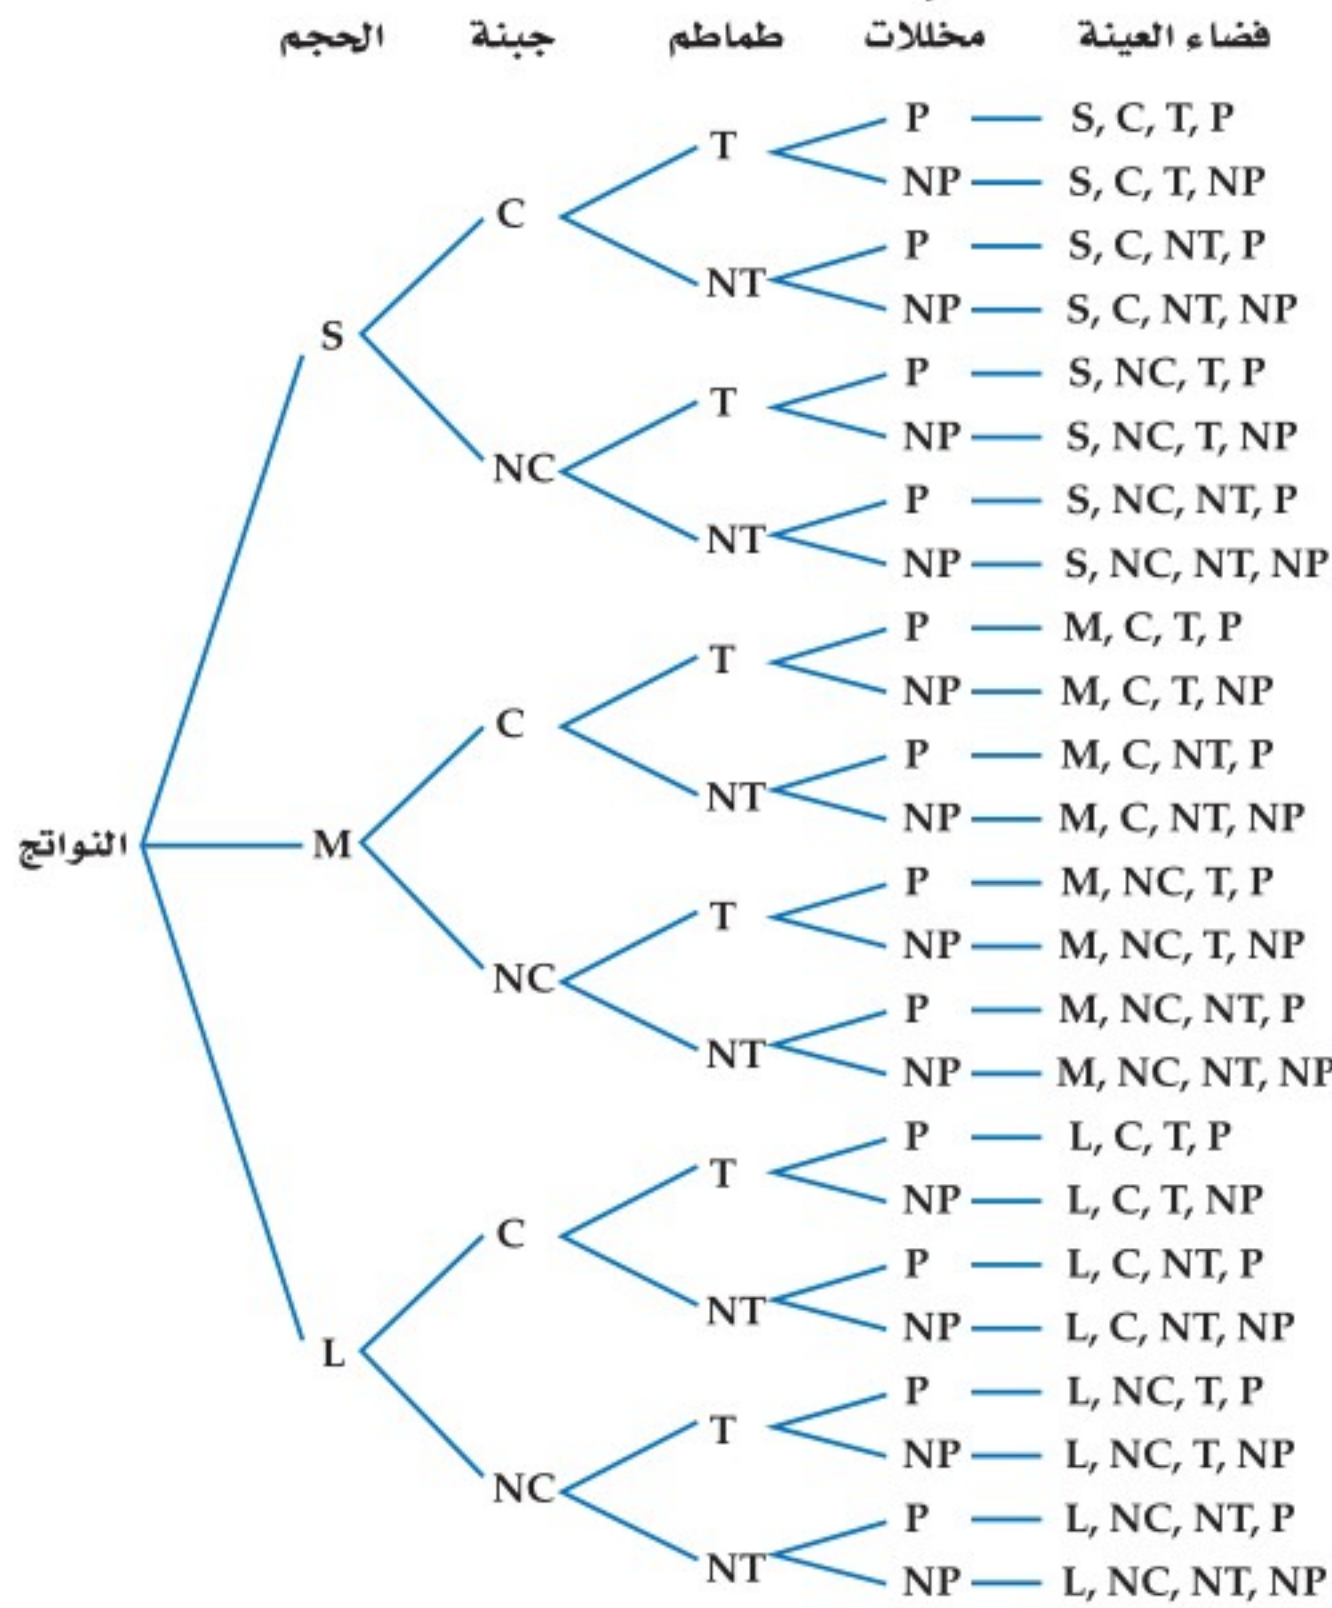 الحجم جبنة طماطم مخللات فضاء العينة
P S, C, T, P
T
NP S, C, T, NP
C
P S, C, NT, P
NT
NP S, C, NT, NP
S
P S, NC, T, P
T
NP S, NC, T, NP
NC
P S, NC, NT, P
NT
NP S, NC, NT, NP
P M, C, T, P
T
NP M, C, T, NP
C
P M, C, NT, P
NT
NP M, C, NT, NP
النواتج M
P M, NC, T, P
T
NP M, NC, T, NP
NC
P M, NC, NT, P
NT
NP M, NC, NT, NP
P L, C, T, P
T
NP L, C, T, NP
C
P L, C, NT, P
NT
NP L, C, NT, NP
L
P L, NC, T, P
T
NP L, NC, T, NP
NC
P L, NC, NT, P
NT
NP L, NC, NT, NP